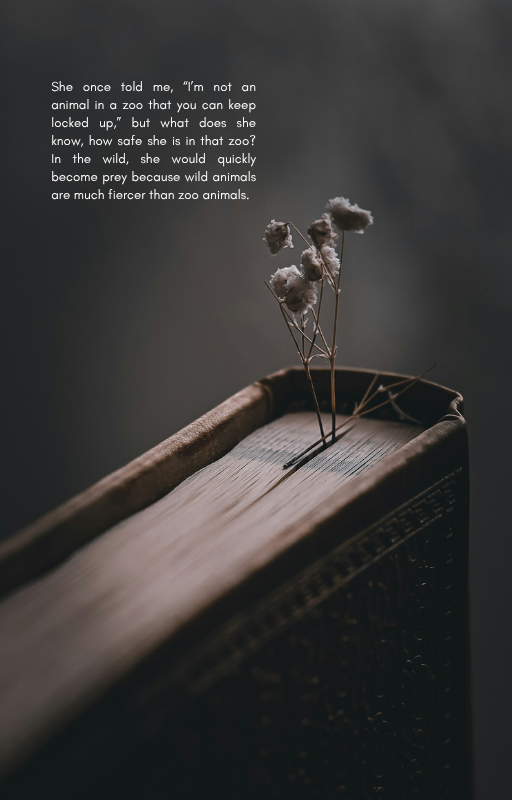 She once told me, “I’m not an
animal in a zoo that you can keep
locked up,” but what does she
know, how safe she is in that zoo?
In the wild, she would quickly
become prey because wild animals
are much fiercer than zoo animals.